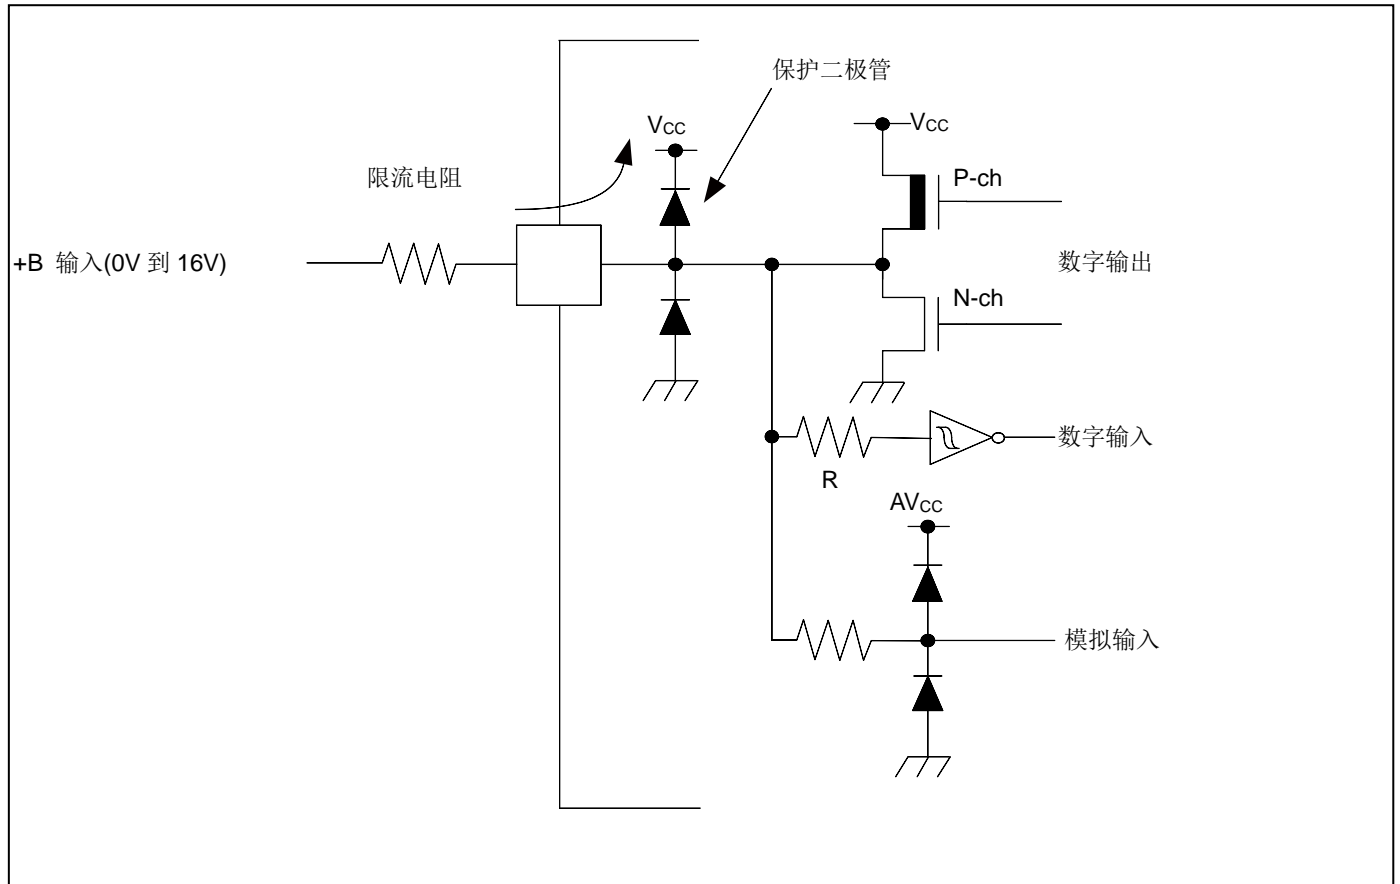 保护二极管
VCC
VCC
限流电阻
P-ch
+B 输入(0V 到 16V)
数字输出
N-ch
数字输入
R
AVCC
模拟输入